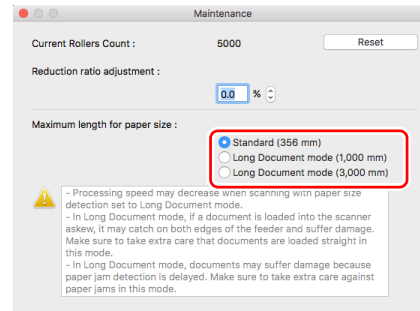 Maintenance
Current Rollers Count : 5000 Reset
Reduction ratio adjustment :
0.0 %
Maximum length for paper size :
Standard (356 mm)
Long Document mode (1,000 mm)
Long Document mode (3,000 mm)
- Processing speed may decrease when scanning with paper size
detection set to Long Document mode.
- In Long Document mode, if a document is loaded into the scanner
askew, it may catch on both edges of the feeder and suffer damage.
Make sure to take extra care that documents are loaded straight in
this mode.
- In Long Document mode, documents may suffer damage because
paper jam detection is delayed. Make sure to take extra care against
paper jams in this mode.